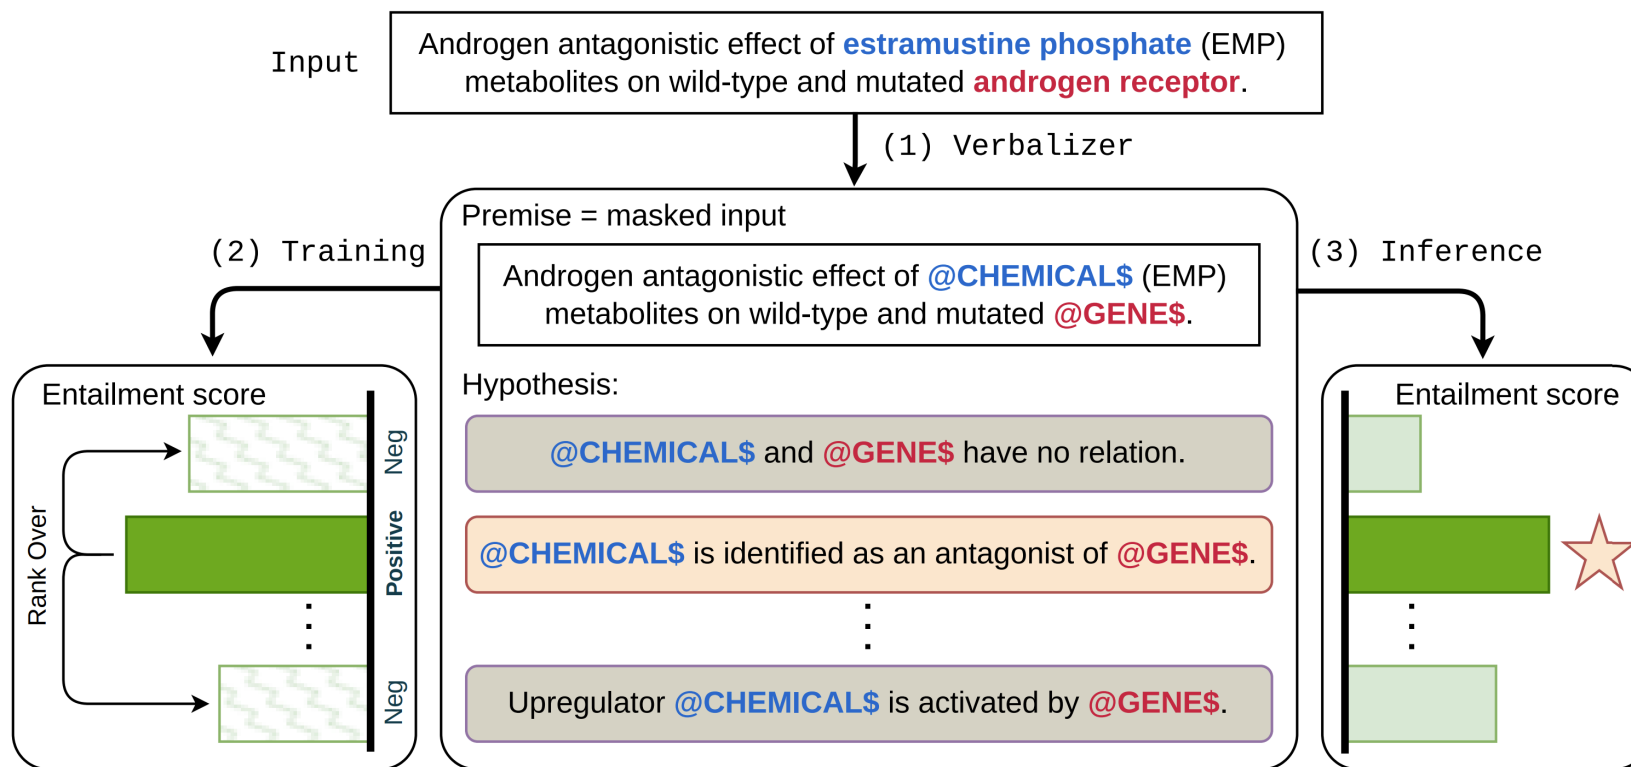 Input
Androgen antagonistic effect of estramustine phosphate (EMP)
metabolites on wild-type and mutated androgen receptor.
(1) Verbalizer
(2) Training
(3) Inference
Premise = masked input
Androgen antagonistic effect of @CHEMICAL$ (EMP)
metabolites on wild-type and mutated @GENE$.
Hypothesis:
@CHEMICAL$ and @GENE$ have no relation.
@CHEMICAL$ is identified as an antagonist of @GENE$.
Upregulator @CHEMICAL$ is activated by @GENE$.
Entailment score
Rank Over
Neg
Positive
Neg
Entailment score